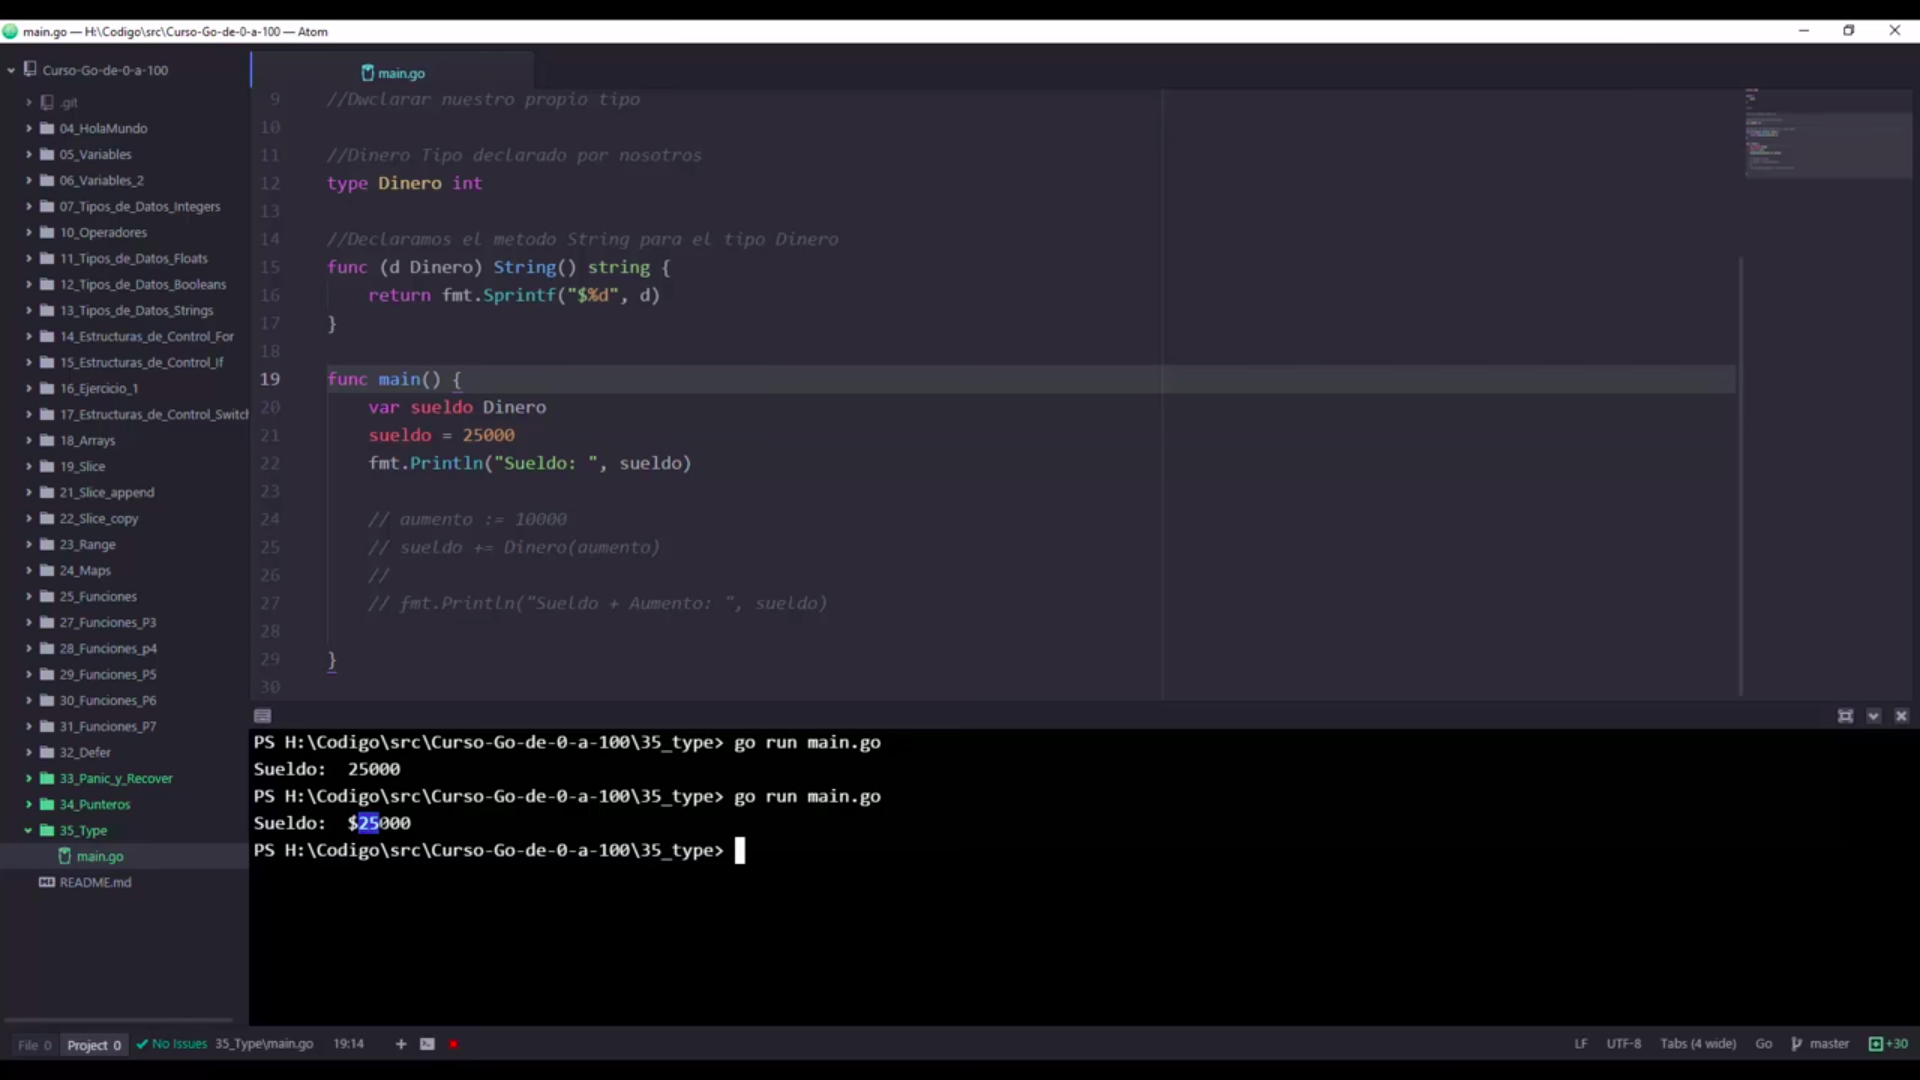 main.go — H:\Codigo\src\Curso-Go-de-0-a-100 — Atom
Curso-Go-de-0-a-100
.git
04_HolaMundo
05_Variables
06_Variables_2
07_Tipos_de_Datos_Integers
10_Operadores
11_Tipos_de_Datos_Floats
12_Tipos_de_Datos_Booleans
13_Tipos_de_Datos_Strings
14_Estructuras_de_Control_For
15_Estructuras_de_Control_If
16_Ejercicio_1
17_Estructuras_de_Control_Switch
18_Arrays
19_Slice
21_Slice_append
22_Slice_copy
23_Range
24_Maps
25_Funciones
27_Funciones_P3
28_Funciones_p4
29_Funciones_P5
30_Funciones_P6
31_Funciones_P7
32_Defer
33_Panic_y_Recover
34_Punteros
35_Type
main.go
README.md
main.go
9 //Dwclarar nuestro propio tipo
10
11 //Dinero Tipo declarado por nosotros
12 type Dinero int
13
14 //Declaramos el metodo String para el tipo Dinero
15 func (d Dinero) String() string {
16 return fmt.Sprintf("$%d", d)
17 }
18
19 func main() {
20 var sueldo Dinero
21 sueldo = 25000
22 fmt.Println("Sueldo: ", sueldo)
23
24 // aumento := 10000
25 // sueldo += Dinero(aumento)
26 //
27 // fmt.Println("Sueldo + Aumento: ", sueldo)
28
29 }
30
PS H:\Codigo\src\Curso-Go-de-0-a-100\35_type> go run main.go
Sueldo:  25000
PS H:\Codigo\src\Curso-Go-de-0-a-100\35_type> go run main.go
Sueldo:  $25000
PS H:\Codigo\src\Curso-Go-de-0-a-100\35_type>
File 0 Project 0 No Issues 35_Type\main.go 19:14 + LF UTF-8 Tabs (4 wide) Go master +30